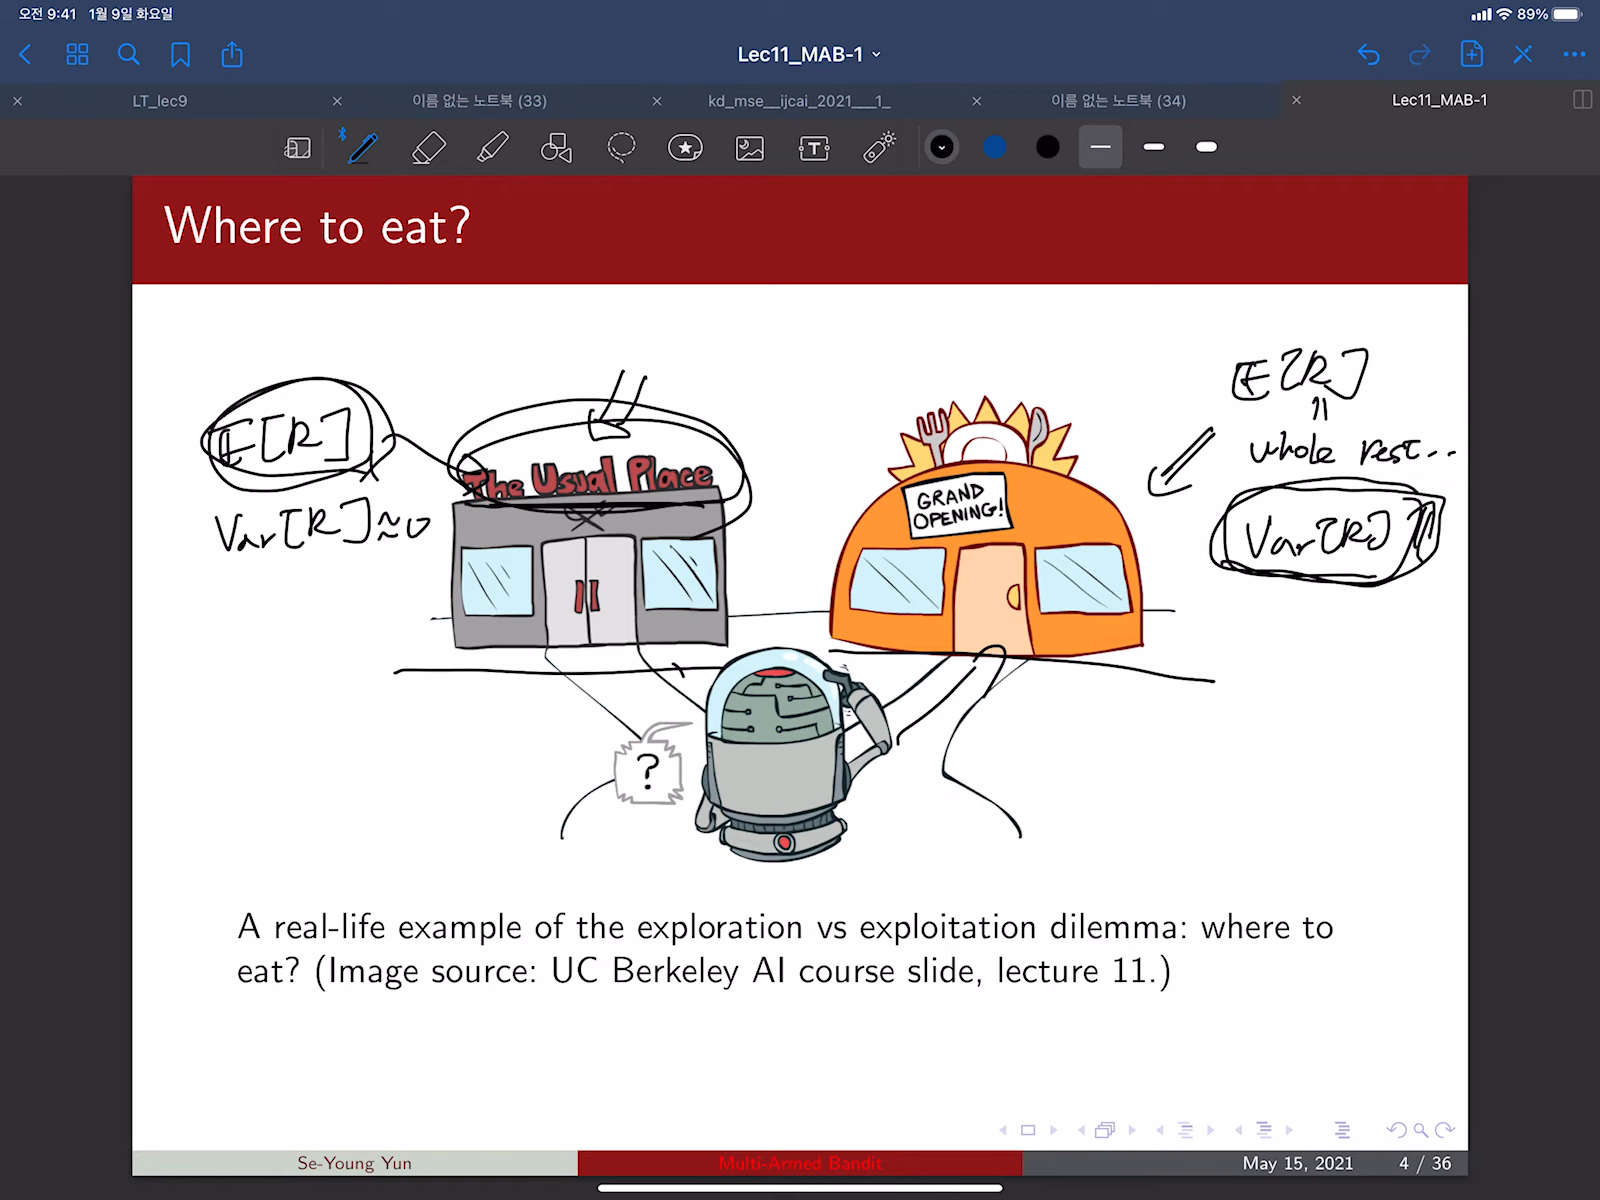 오전 9:41 1월 9일 화요일
89%
Lec11_MAB-1
LT_lec9
이름 없는 노트북 (33)
kd_mse__ijcai_2021___1_
이름 없는 노트북 (34)
Lec11_MAB-1
Where to eat?
E[R]
Var[R]≈0
The Usual Place
GRAND
OPENING!
E[R]
=
whole rest...
Var[R] ⇑
?
A real-life example of the exploration vs exploitation dilemma: where to
eat? (Image source: UC Berkeley AI course slide, lecture 11.)
Se-Young Yun
Multi-Armed Bandit
May 15, 2021
4 / 36